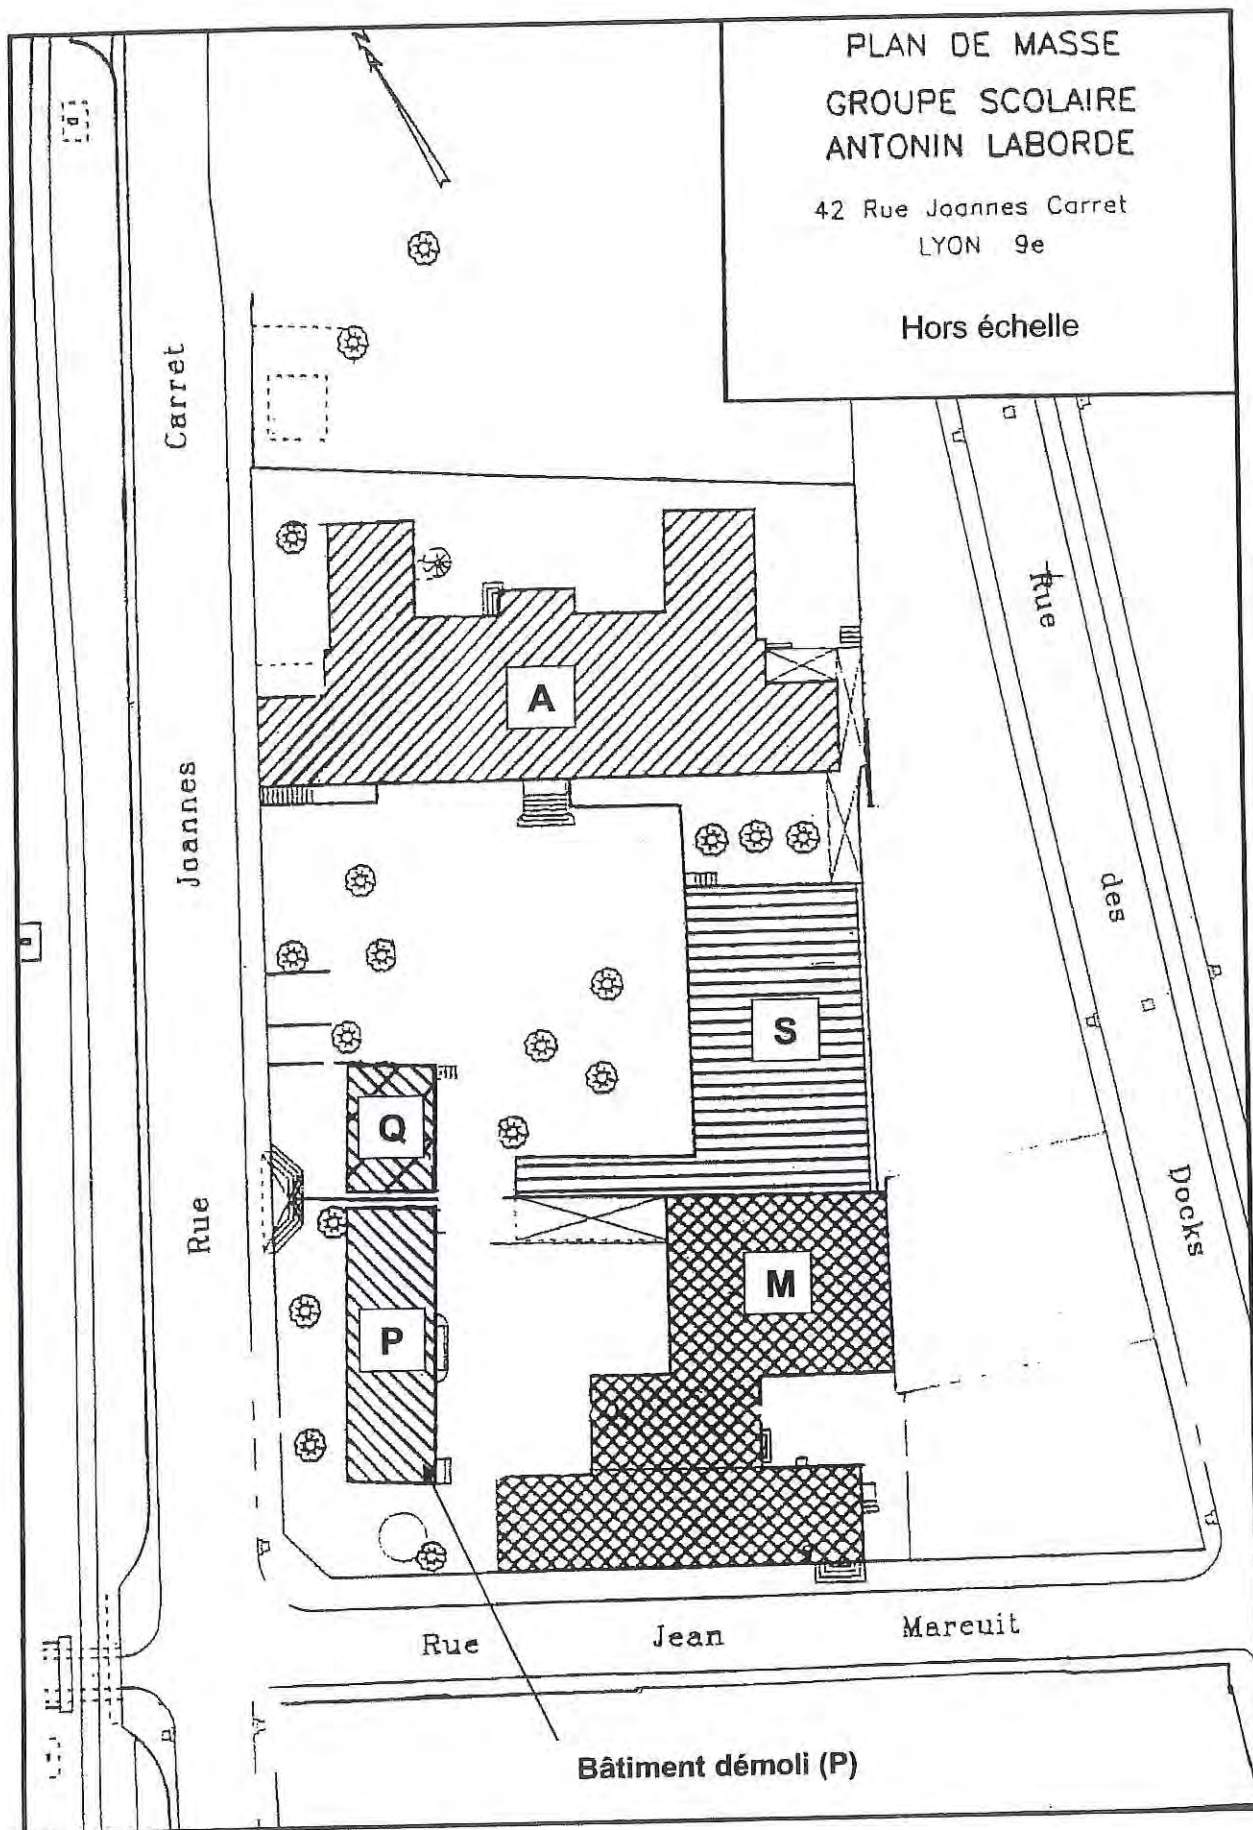 PLAN DE MASSE
GROUPE SCOLAIRE
ANTONIN LABORDE
42 Rue Joannes Carret
LYON 9e
Hors échelle
N
Rue Joannes Carret
Rue des Docks
A
S
Q
M
P
Rue Jean Mareuit
Bâtiment démoli (P)